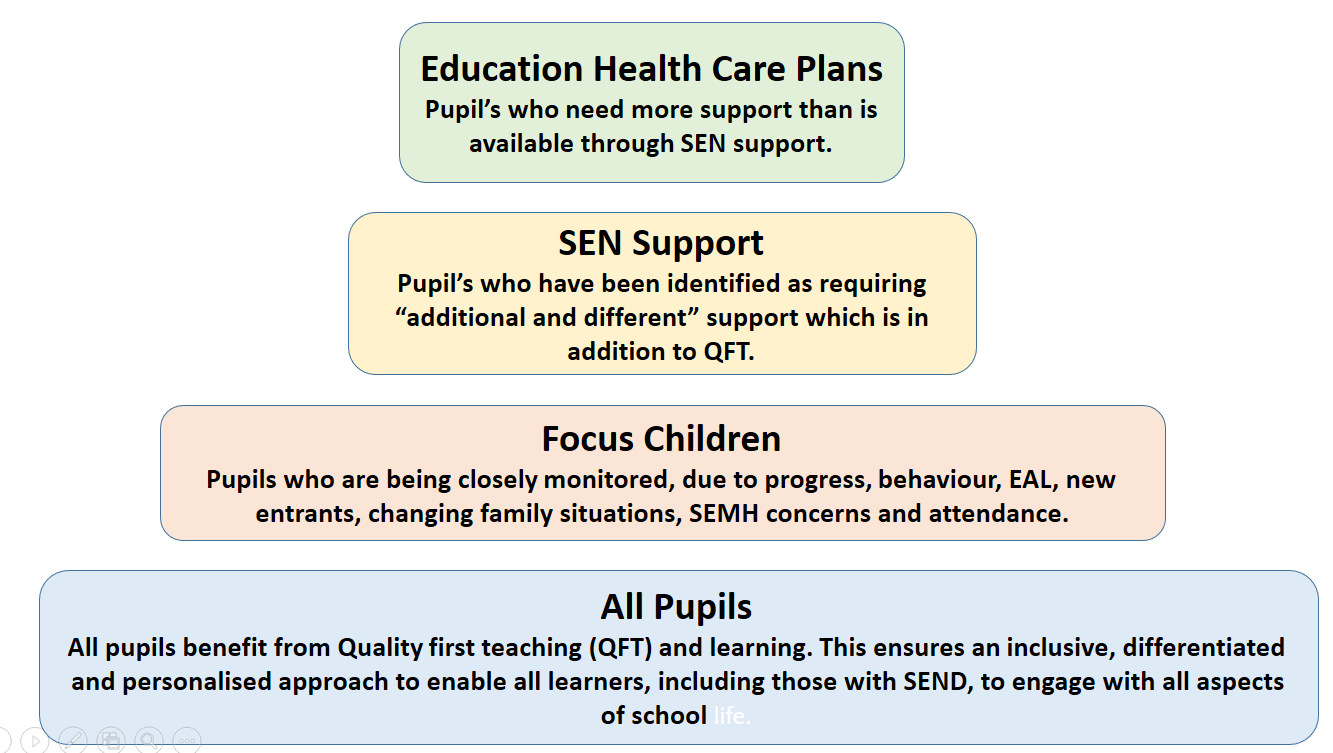 Education Health Care Plans
Pupil’s who need more support than is
available through SEN support.
SEN Support
Pupil’s who have been identified as requiring
“additional and different” support which is in
addition to QFT.
Focus Children
Pupils who are being closely monitored, due to progress, behaviour, EAL, new
entrants, changing family situations, SEMH concerns and attendance.
All Pupils
All pupils benefit from Quality first teaching (QFT) and learning. This ensures an inclusive, differentiated
and personalised approach to enable all learners, including those with SEND, to engage with all aspects
of school life.